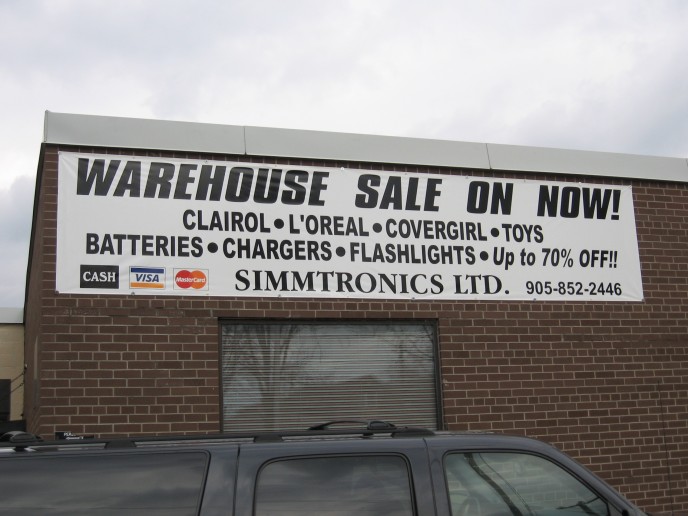 WAREHOUSE SALE ON NOW!
CLAIROL • L'OREAL • COVERGIRL • TOYS
BATTERIES • CHARGERS • FLASHLIGHTS • Up to 70% OFF!!
CASH VISA MasterCard SIMMTRONICS LTD. 905-852-2446